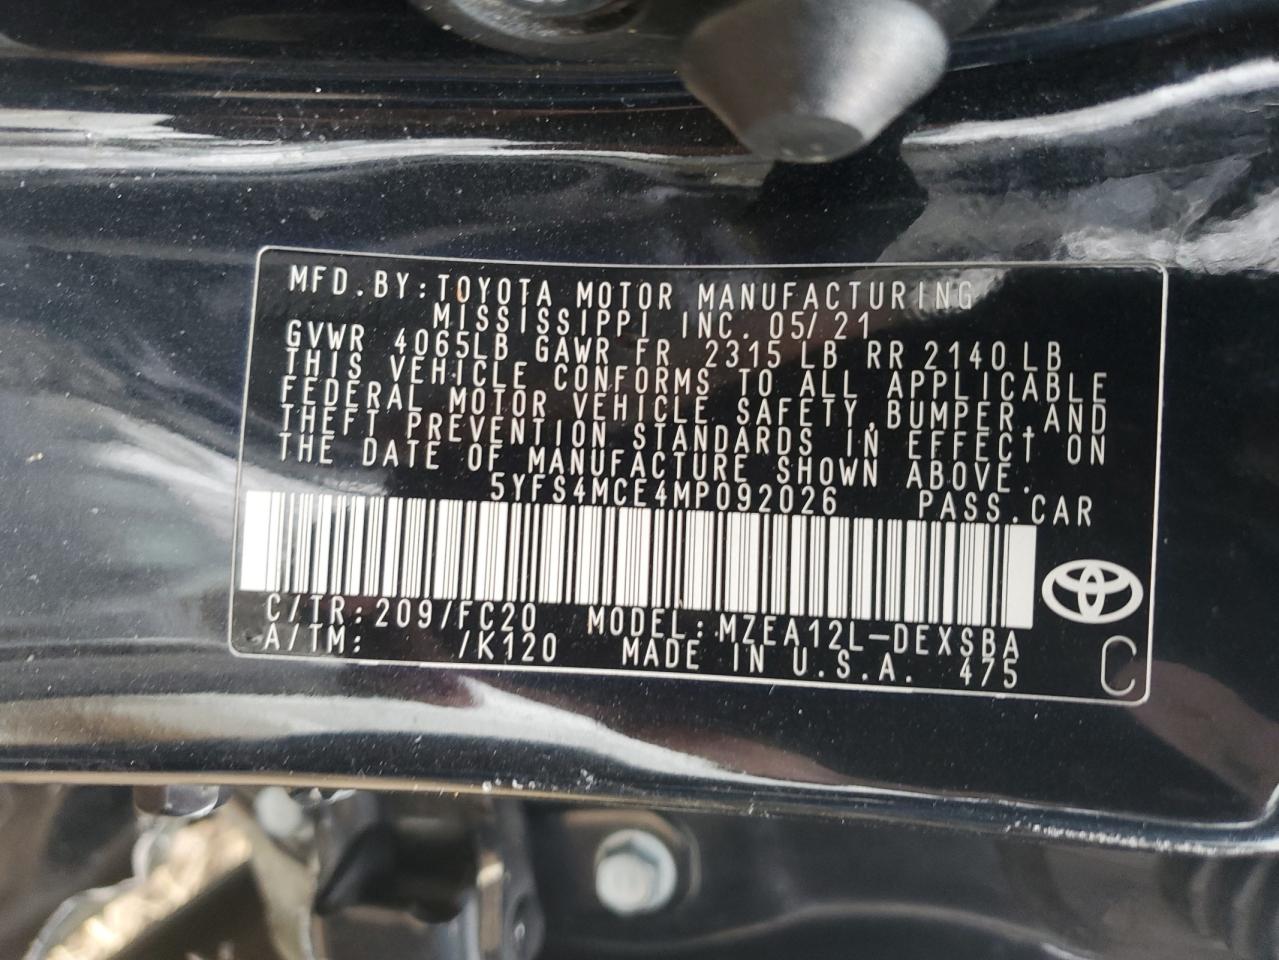 MFD.BY:TOYOTA MOTOR MANUFACTURING
MISSISSIPPI INC. 05/21
GVWR 4065LB GAWR FR 2315 LB RR 2140 LB
THIS VEHICLE CONFORMS TO ALL APPLICABLE
FEDERAL MOTOR VEHICLE SAFETY,BUMPER,AND
THEFT PREVENTION STANDARDS IN EFFECT ON
THE DATE OF MANUFACTURE SHOWN ABOVE.
5YFS4MCE4MP092026 PASS.CAR
C/TR:209/FC20 MODEL:MZEA12L-DEXSBA
A/TM: /K120 MADE IN U.S.A. 475
C